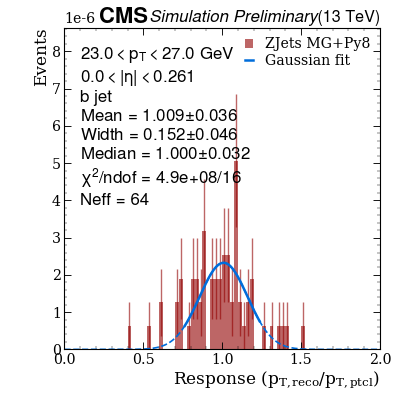 1e-6 CMS Simulation Preliminary (13 TeV)
Events
23.0 < pT < 27.0 GeV
0.0 < |η| < 0.261
b jet
Mean = 1.009±0.036
Width = 0.152±0.046
Median = 1.000±0.032
χ²/ndof = 4.9e+08/16
Neff = 64
ZJets MG+Py8
Gaussian fit
8
7
6
5
4
3
2
1
0
0.0 0.5 1.0 1.5 2.0
Response (pT,reco/pT,ptcl)